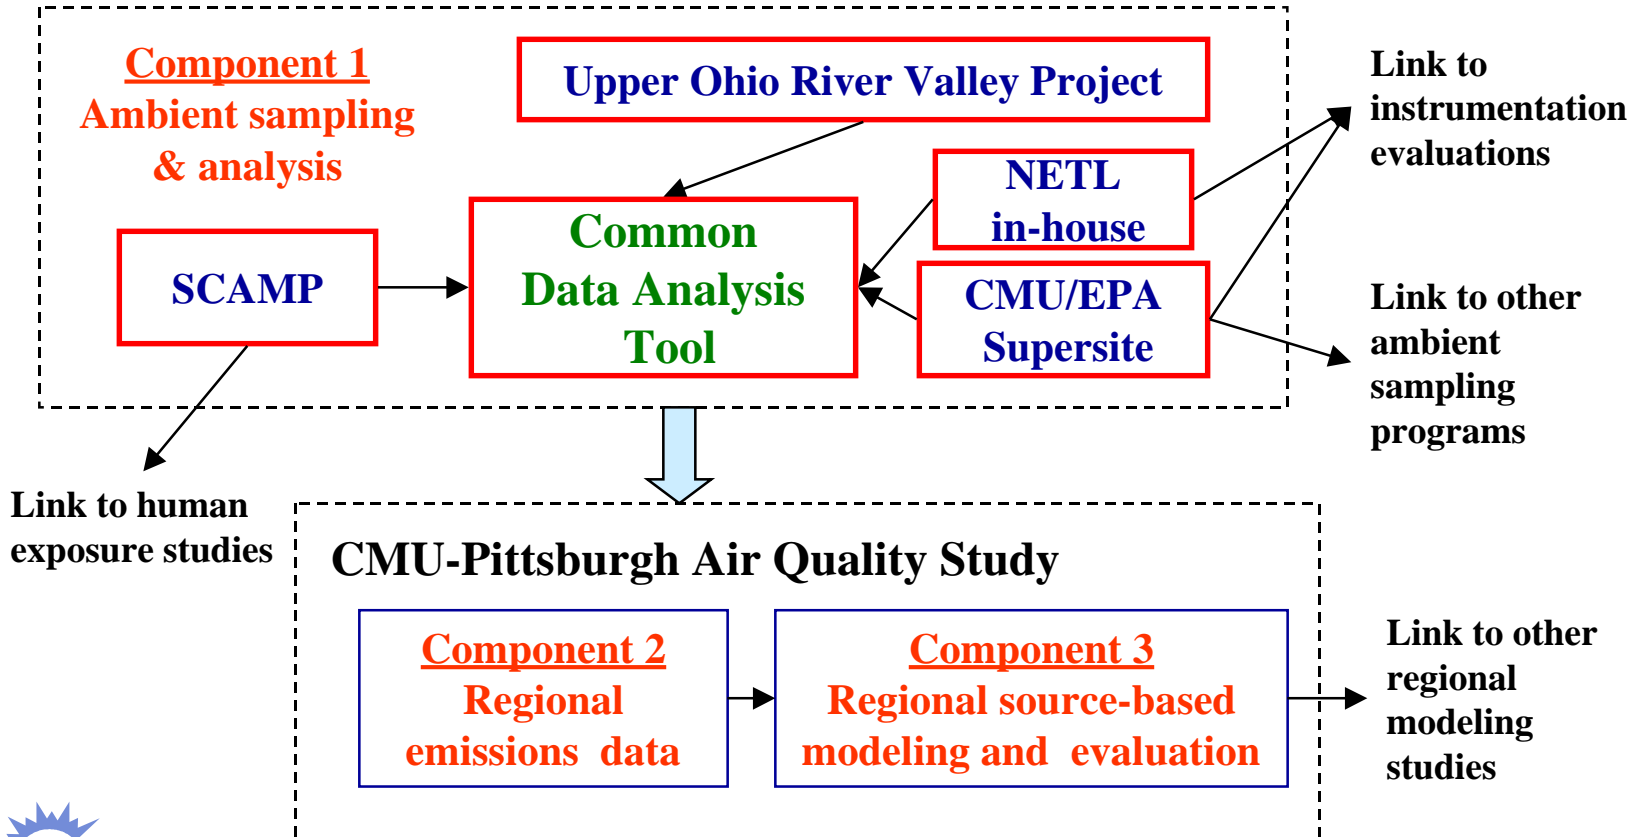 Component 1
Ambient sampling
& analysis
Upper Ohio River Valley Project
Link to
instrumentation
evaluations
NETL
in-house
SCAMP
Common
Data Analysis
Tool
CMU/EPA
Supersite
Link to other
ambient
sampling
programs
Link to human
exposure studies
CMU-Pittsburgh Air Quality Study
Component 2
Regional
emissions data
Component 3
Regional source-based
modeling and evaluation
Link to other
regional
modeling
studies